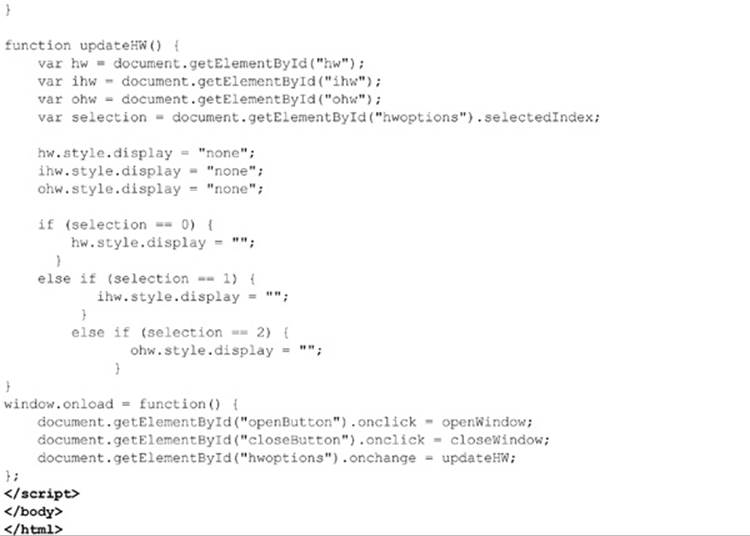 }

function updateHW() {
    var hw = document.getElementById("hw");
    var ihw = document.getElementById("ihw");
    var ohw = document.getElementById("ohw");
    var selection = document.getElementById("hwoptions").selectedIndex;

    hw.style.display = "none";
    ihw.style.display = "none";
    ohw.style.display = "none";

    if (selection == 0) {
        hw.style.display = "";
      }
    else if (selection == 1) {
           ihw.style.display = "";
         }
        else if (selection == 2) {
               ohw.style.display = "";
             }
}
window.onload = function() {
    document.getElementById("openButton").onclick = openWindow;
    document.getElementById("closeButton").onclick = closeWindow;
    document.getElementById("hwoptions").onchange = updateHW;
};
</script>
</body>
</html>